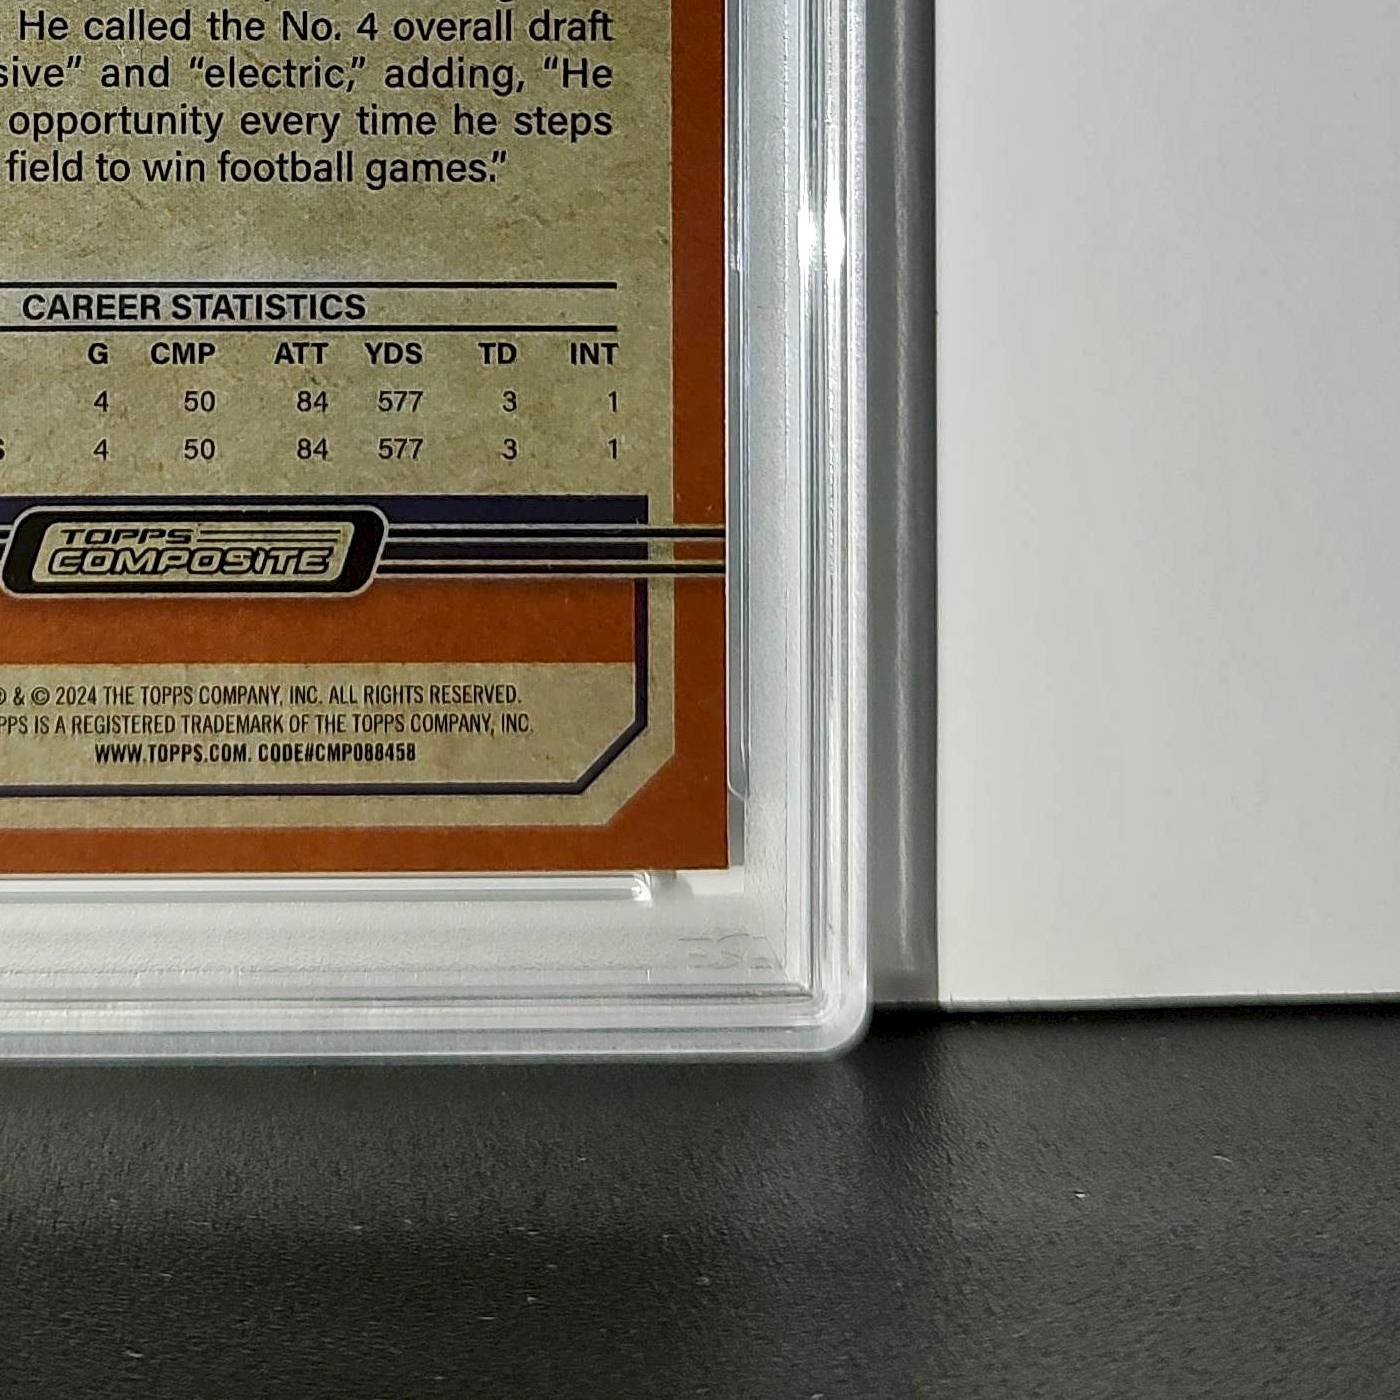 He called the No. 4 overall draft
sive” and “electric,” adding, “He
opportunity every time he steps
field to win football games.”
CAREER STATISTICS
G CMP ATT YDS TD INT
4 50 84 577 3 1
S 4 50 84 577 3 1
TOPPS
COMPOSITE
® & © 2024 THE TOPPS COMPANY, INC. ALL RIGHTS RESERVED.
PPS IS A REGISTERED TRADEMARK OF THE TOPPS COMPANY, INC.
WWW.TOPPS.COM. CODE#CMP088458